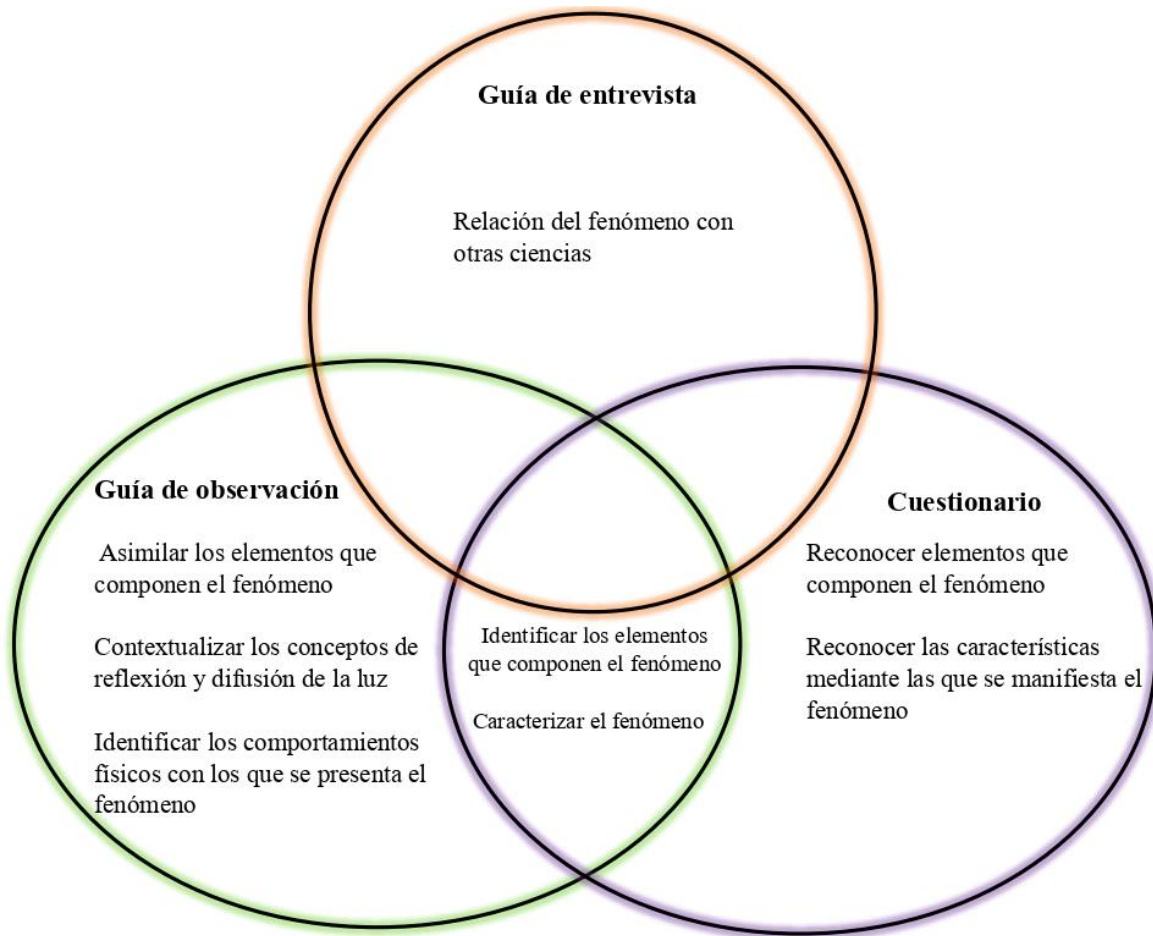 Guía de entrevista
Relación del fenómeno con
otras ciencias
Guía de observación
Asimilar los elementos que
componen el fenómeno
Contextualizar los conceptos de
reflexión y difusión de la luz
Identificar los comportamientos
físicos con los que se presenta el
fenómeno
Identificar los elementos
que componen el fenómeno
Caracterizar el fenómeno
Cuestionario
Reconocer elementos que
componen el fenómeno
Reconocer las características
mediante las que se manifiesta el
fenómeno